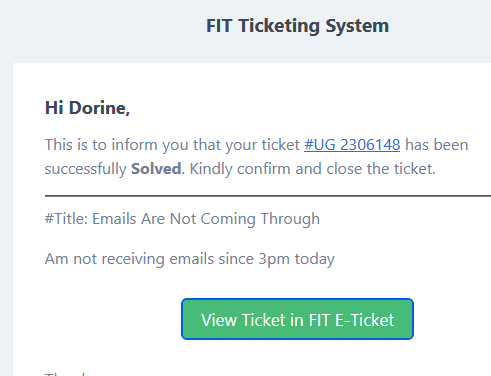 FIT Ticketing System
Hi Dorine,
This is to inform you that your ticket #UG 2306148 has been
successfully Solved. Kindly confirm and close the ticket.
#Title: Emails Are Not Coming Through
Am not receiving emails since 3pm today
View Ticket in FIT E-Ticket